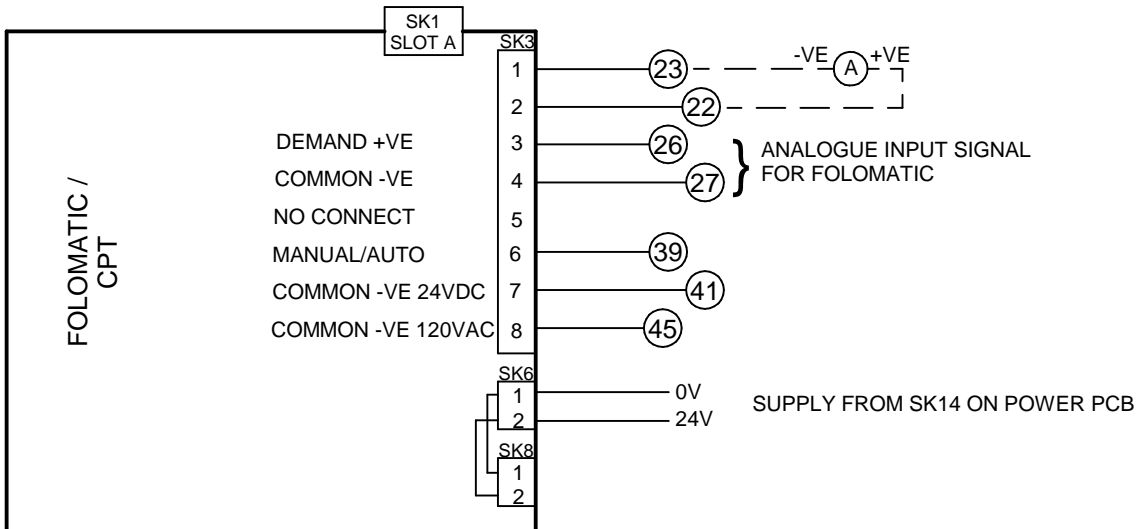 SK1
SLOT A
SK3
1
23
-VE
A
+VE
2
22
DEMAND +VE
3
26
COMMON -VE
4
27
ANALOGUE INPUT SIGNAL
FOR FOLOMATIC
NO CONNECT
5
MANUAL/AUTO
6
39
COMMON -VE 24VDC
7
41
COMMON -VE 120VAC
8
45
FOLOMATIC /
CPT
SK6
1
0V
2
24V
SUPPLY FROM SK14 ON POWER PCB
SK8
1
2